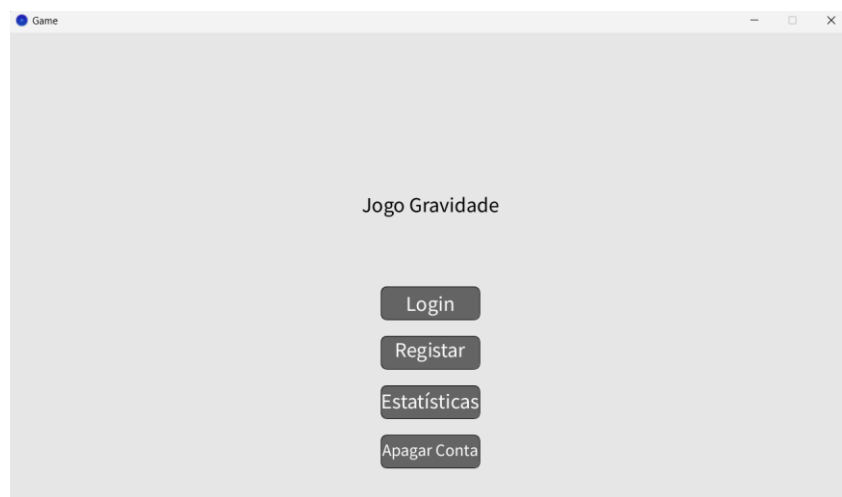 Game
Jogo Gravidade
Login
Registar
Estatísticas
Apagar Conta